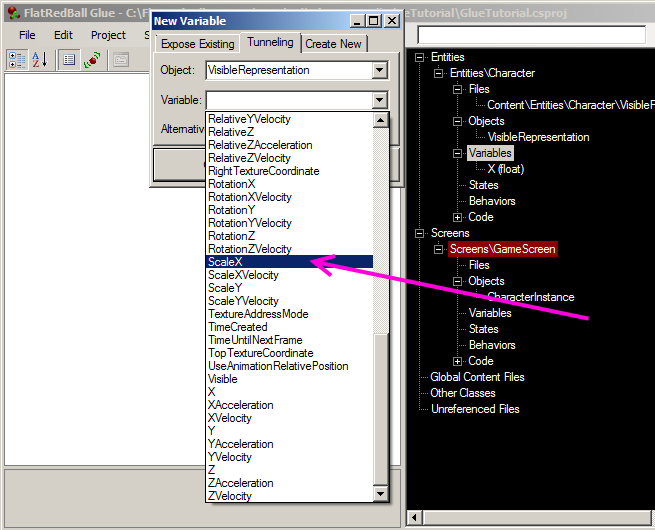 FlatRedBall Glue - C:\F
eTutorial\GlueTutorial.csproj
File Edit Project S
New Variable
Expose Existing Tunneling Create New
Object: VisibleRepresentation
Variable:
Alternativ
RelativeYVelocity
RelativeZ
RelativeZAcceleration
RelativeZVelocity
RightTextureCoordinate
RotationX
RotationXVelocity
RotationY
RotationYVelocity
RotationZ
RotationZVelocity
ScaleX
ScaleXVelocity
ScaleY
ScaleYVelocity
TextureAddressMode
TimeCreated
TimeUntilNextFrame
TopTextureCoordinate
UseAnimationRelativePosition
Visible
X
XAcceleration
XVelocity
Y
YAcceleration
YVelocity
Z
ZAcceleration
ZVelocity
Entities
Entities\Character
Files
Content\Entities\Character\VisibleR
Objects
VisibleRepresentation
Variables
X (float)
States
Behaviors
Code
Screens
Screens\GameScreen
Files
Objects
CharacterInstance
Variables
States
Behaviors
Code
Global Content Files
Other Classes
Unreferenced Files